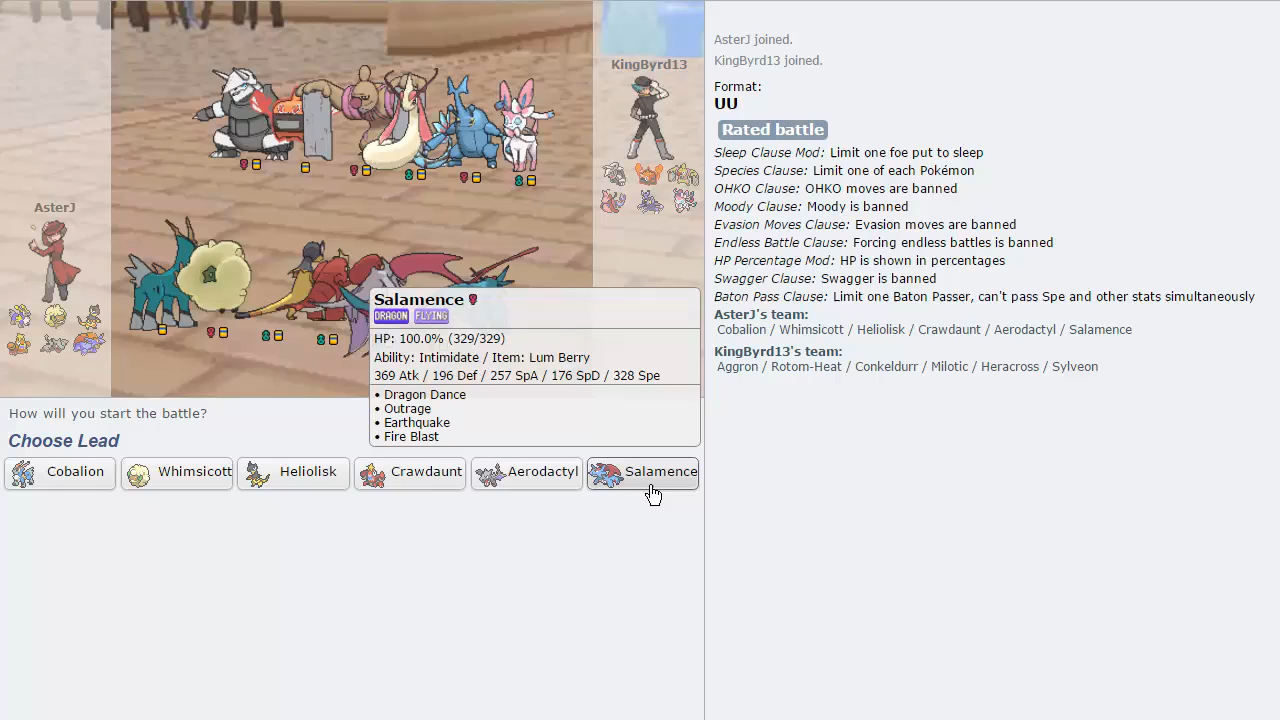 AsterJ joined.
KingByrd13 joined.
Format:
UU
Rated battle
Sleep Clause Mod: Limit one foe put to sleep
Species Clause: Limit one of each Pokémon
OHKO Clause: OHKO moves are banned
Moody Clause: Moody is banned
Evasion Moves Clause: Evasion moves are banned
Endless Battle Clause: Forcing endless battles is banned
HP Percentage Mod: HP is shown in percentages
Swagger Clause: Swagger is banned
Baton Pass Clause: Limit one Baton Passer, can't pass Spe and other stats simultaneously
AsterJ's team:
Cobalion / Whimsicott / Heliolisk / Crawdaunt / Aerodactyl / Salamence
KingByrd13's team:
Aggron / Rotom-Heat / Conkeldurr / Milotic / Heracross / Sylveon
KingByrd13
AsterJ
Salamence
DRAGON FLYING
HP: 100.0% (329/329)
Ability: Intimidate / Item: Lum Berry
369 Atk / 196 Def / 257 SpA / 176 SpD / 328 Spe
• Dragon Dance
• Outrage
• Earthquake
• Fire Blast
How will you start the battle?
Choose Lead
Cobalion Whimsicott Heliolisk Crawdaunt Aerodactyl Salamence